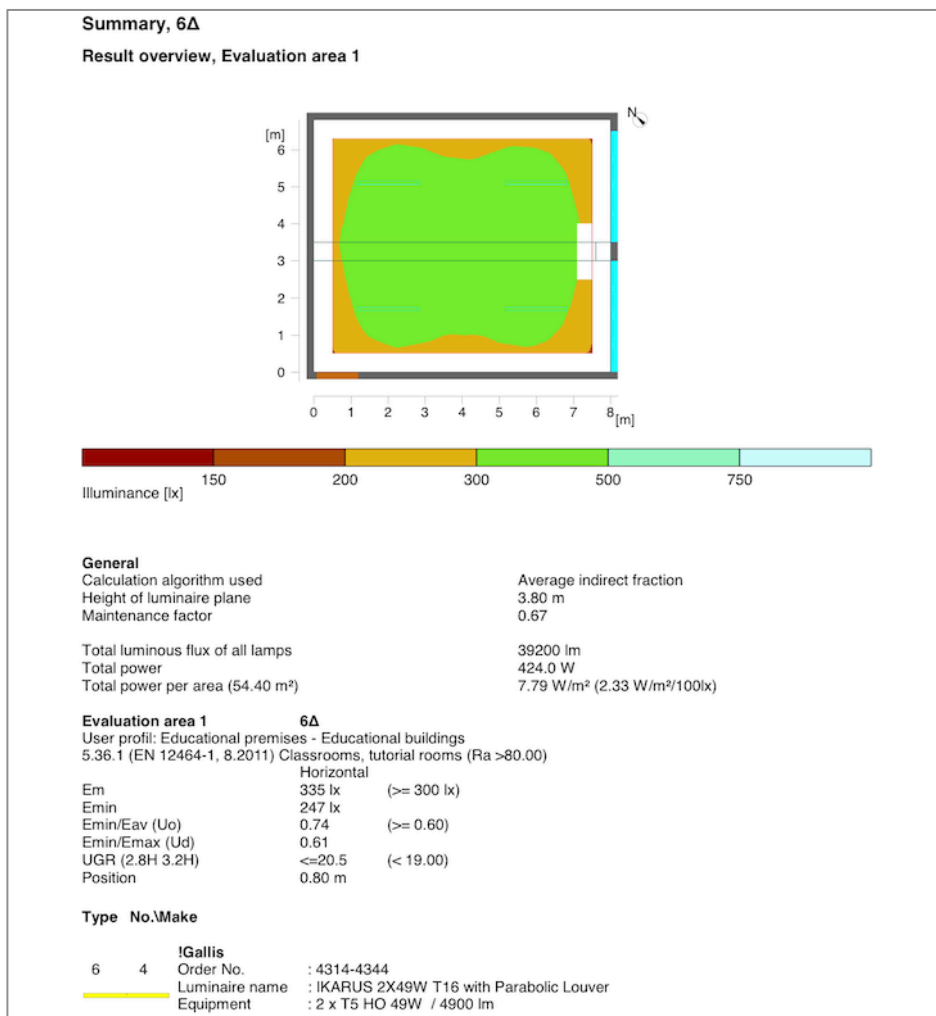 Summary, 6Δ
Result overview, Evaluation area 1
N
[m]
6
5
4
3
2
1
0
0 1 2 3 4 5 6 7 8 [m]
150 200 300 500 750
Illuminance [lx]
General
Calculation algorithm used Average indirect fraction
Height of luminaire plane 3.80 m
Maintenance factor 0.67
Total luminous flux of all lamps 39200 lm
Total power 424.0 W
Total power per area (54.40 m²) 7.79 W/m² (2.33 W/m²/100lx)
Evaluation area 1 6Δ
User profil: Educational premises - Educational buildings
5.36.1 (EN 12464-1, 8.2011) Classrooms, tutorial rooms (Ra >80.00)
Horizontal
Em 335 lx (>= 300 lx)
Emin 247 lx
Emin/Eav (Uo) 0.74 (>= 0.60)
Emin/Emax (Ud) 0.61
UGR (2.8H 3.2H) <=20.5 (< 19.00)
Position 0.80 m
Type No.\Make
!Gallis
6 4 Order No. : 4314-4344
Luminaire name : IKARUS 2X49W T16 with Parabolic Louver
Equipment : 2 x T5 HO 49W / 4900 lm